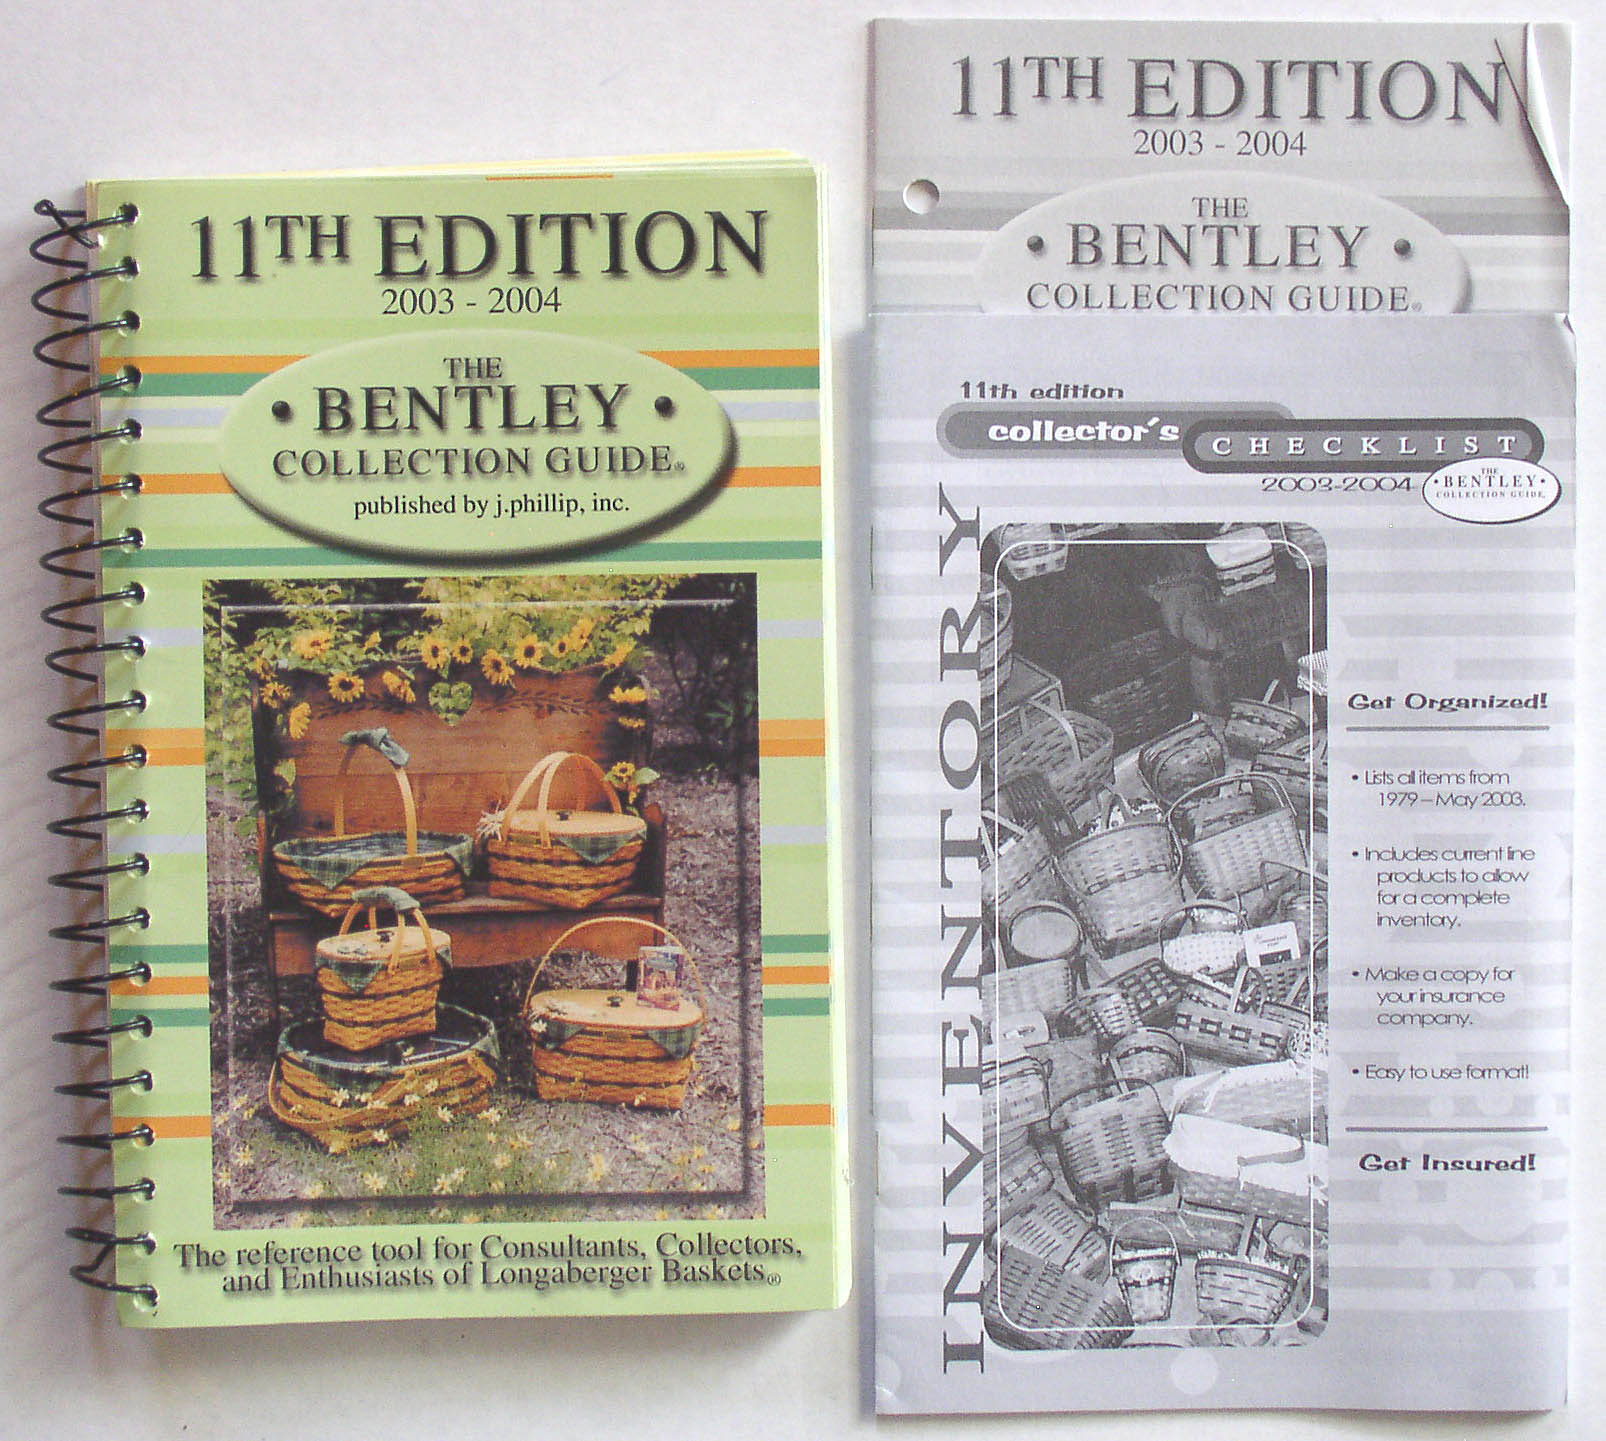 11TH EDITION
2003 - 2004
THE
• BENTLEY •
COLLECTION GUIDE®
published by j.phillip, inc.
The reference tool for Consultants, Collectors,
and Enthusiasts of Longaberger Baskets®
11TH EDITION
2003 - 2004
THE
• BENTLEY •
COLLECTION GUIDE®
11th edition
collector's
CHECKLIST
2003-2004
THE
• BENTLEY •
COLLECTION GUIDE®
INVENTORY
Get Organized!
• Lists all items from
1979 – May 2003.
• Includes current line
products to allow
for a complete
inventory.
• Make a copy for
your insurance
company.
• Easy to use format!
Get Insured!